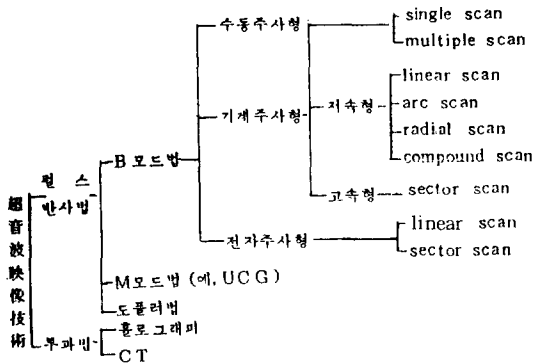 超音波映像技術
펄스
반사법
B 모드법
수동주사형
single scan
multiple scan
기계주사형
저속형
linear scan
arc scan
radial scan
compound scan
고속형
sector scan
전자주사형
linear scan
sector scan
M모드법 (예, UCG)
도플러법
투과법
홀로그래피
CT